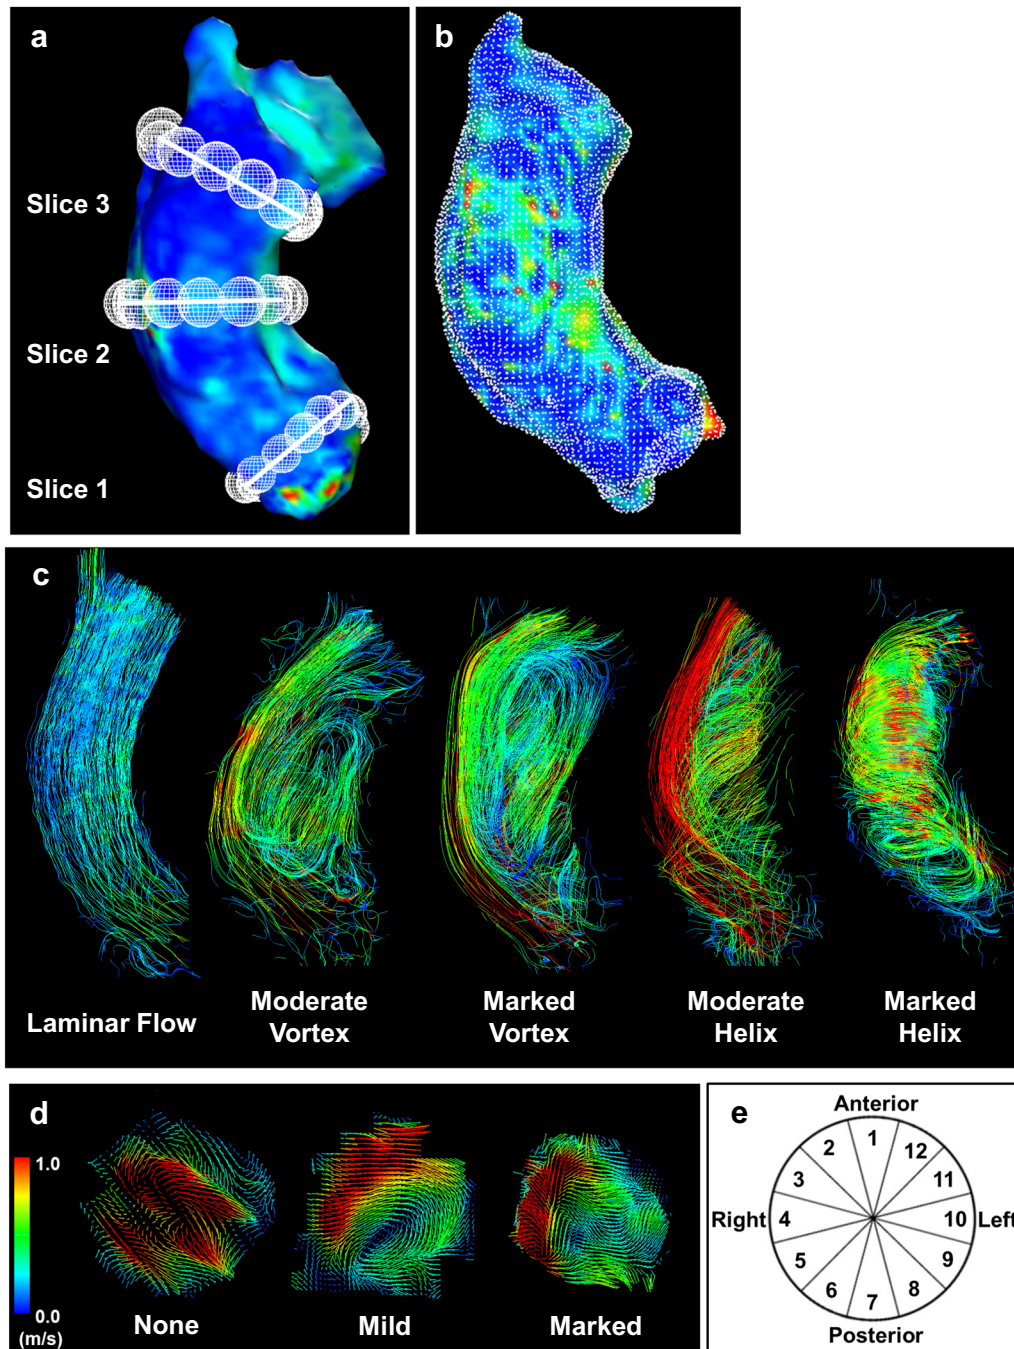 a
b
Slice 3
Slice 2
Slice 1
c
Laminar Flow
Moderate
Vortex
Marked
Vortex
Moderate
Helix
Marked
Helix
d
1.0
0.0
(m/s)
None
Mild
Marked
e
Anterior
1
2
12
3
11
Right
4
10
Left
5
9
6
8
7
Posterior